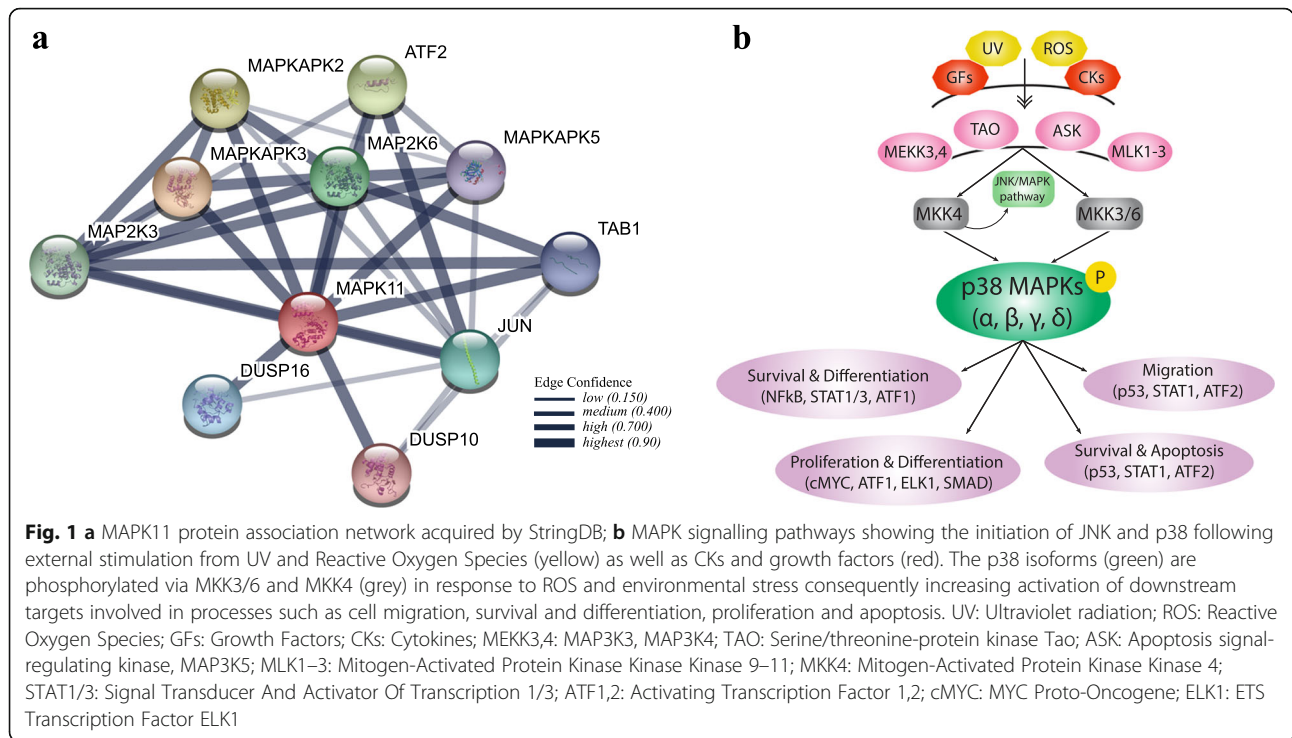 a
MAPKAPK2
ATF2
MAPKAPK3
MAP2K6
MAPKAPK5
MAP2K3
TAB1
MAPK11
JUN
DUSP16
DUSP10
Edge Confidence
low (0.150)
medium (0.400)
high (0.700)
highest (0.90)
b
UV
ROS
GFs
CKs
TAO
ASK
MEKK3,4
MLK1-3
JNK/MAPK
pathway
MKK4
MKK3/6
p38 MAPKs
(α, β, γ, δ)
P
Survival & Differentiation
(NFkB, STAT1/3, ATF1)
Migration
(p53, STAT1, ATF2)
Proliferation & Differentiation
(cMYC, ATF1, ELK1, SMAD)
Survival & Apoptosis
(p53, STAT1, ATF2)
Fig. 1 a MAPK11 protein association network acquired by StringDB; b MAPK signalling pathways showing the initiation of JNK and p38 following
external stimulation from UV and Reactive Oxygen Species (yellow) as well as CKs and growth factors (red). The p38 isoforms (green) are
phosphorylated via MKK3/6 and MKK4 (grey) in response to ROS and environmental stress consequently increasing activation of downstream
targets involved in processes such as cell migration, survival and differentiation, proliferation and apoptosis. UV: Ultraviolet radiation; ROS: Reactive
Oxygen Species; GFs: Growth Factors; CKs: Cytokines; MEKK3,4: MAP3K3, MAP3K4; TAO: Serine/threonine-protein kinase Tao; ASK: Apoptosis signal-
regulating kinase, MAP3K5; MLK1–3: Mitogen-Activated Protein Kinase Kinase Kinase 9–11; MKK4: Mitogen-Activated Protein Kinase Kinase 4;
STAT1/3: Signal Transducer And Activator Of Transcription 1/3; ATF1,2: Activating Transcription Factor 1,2; cMYC: MYC Proto-Oncogene; ELK1: ETS
Transcription Factor ELK1